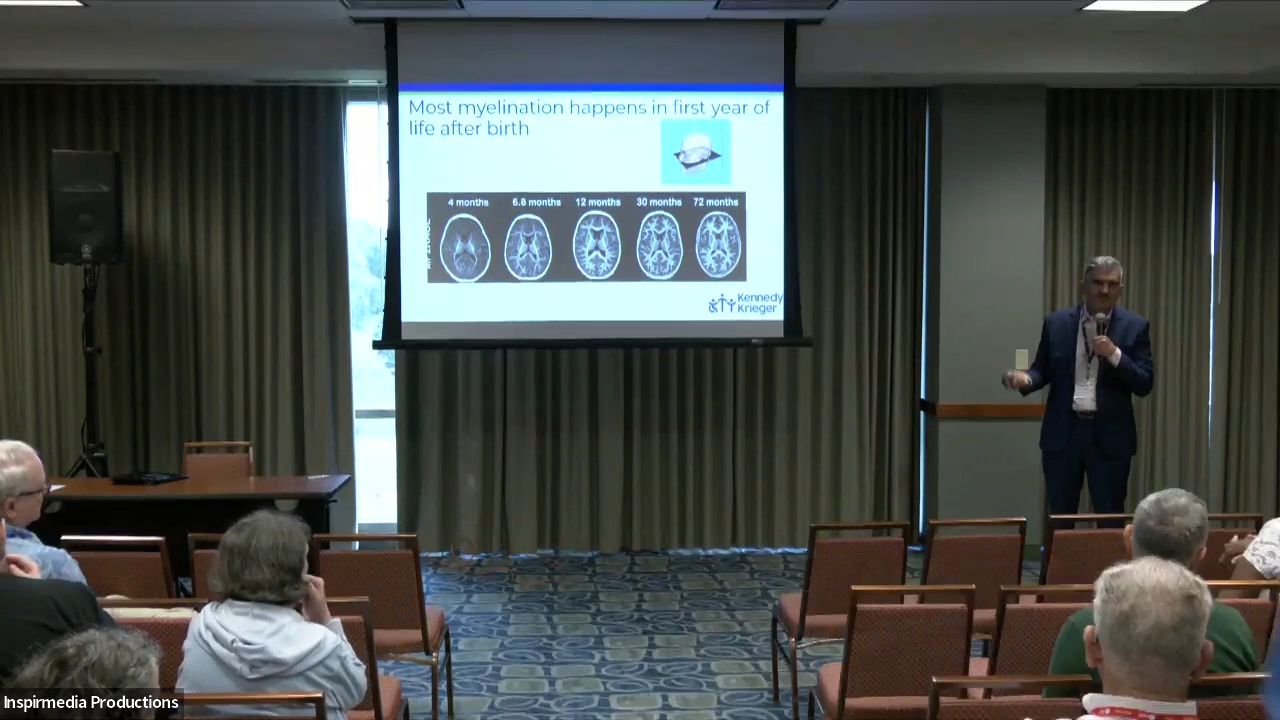 Most myelination happens in first year of
life after birth
4 months 6.8 months 12 months 30 months 72 months
Kennedy
Krieger
Inspirmedia Productions